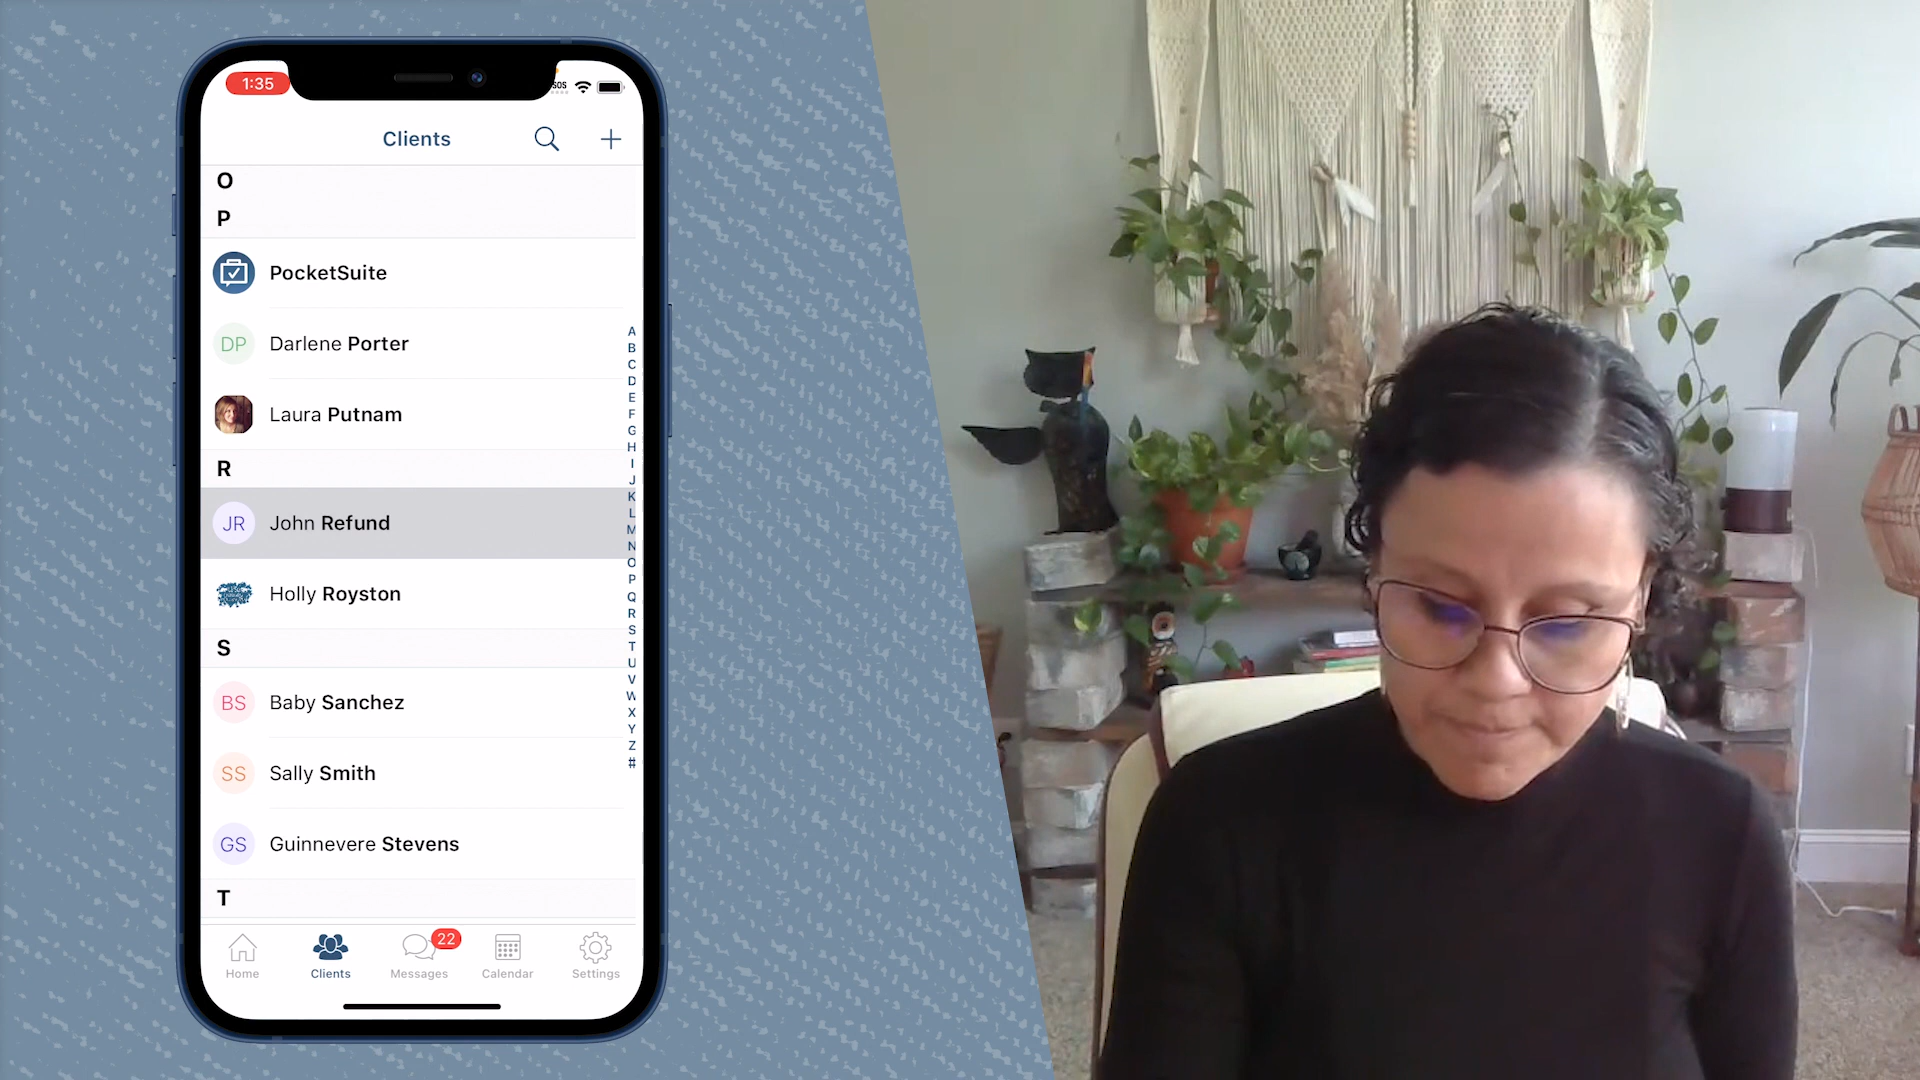 1:35
SOS
Clients
O
P
PocketSuite
DP
Darlene Porter
Laura Putnam
R
JR
John Refund
Holly Royston
S
BS
Baby Sanchez
SS
Sally Smith
GS
Guinnevere Stevens
T
A
B
C
D
E
F
G
H
I
J
K
L
M
N
O
P
Q
R
S
T
U
V
W
X
Y
Z
#
22
Home
Clients
Messages
Calendar
Settings